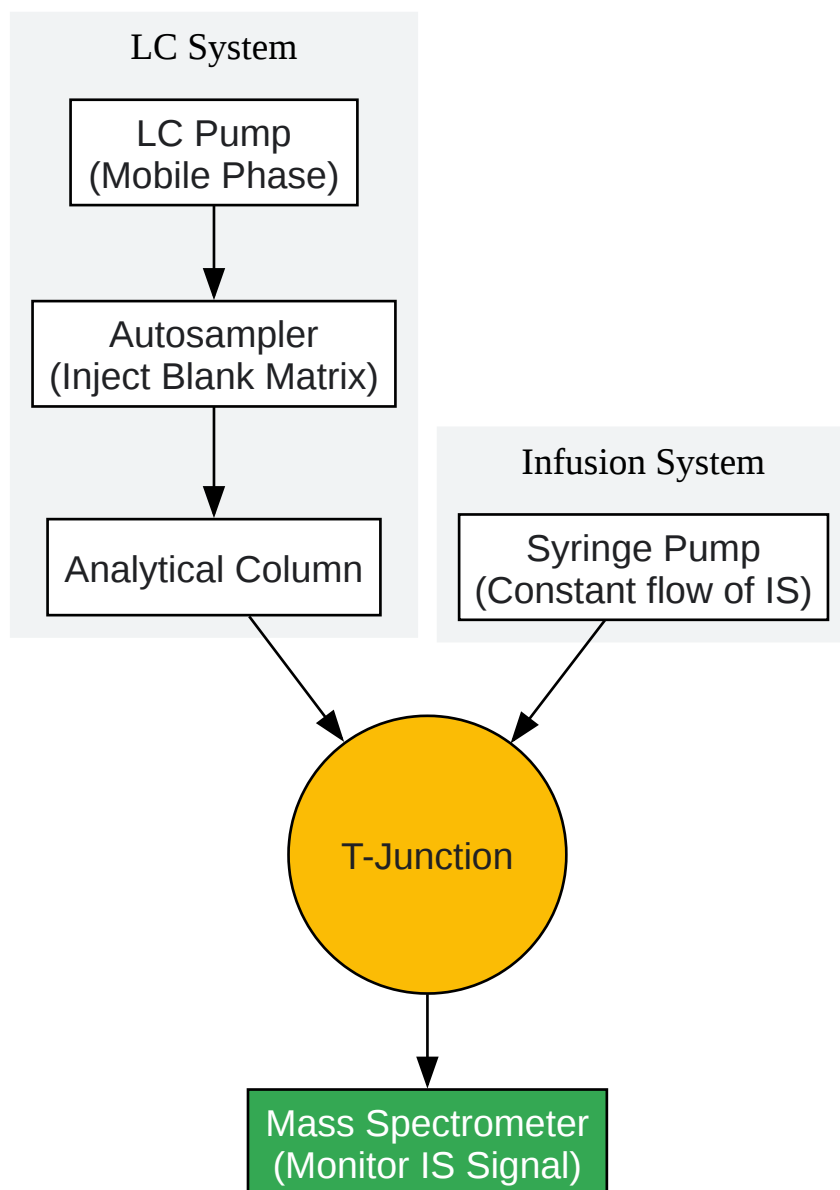 LC System
LC Pump
(Mobile Phase)
Autosampler
(Inject Blank Matrix)
Analytical Column
Infusion System
Syringe Pump
(Constant flow of IS)
T-Junction
Mass Spectrometer
(Monitor IS Signal)